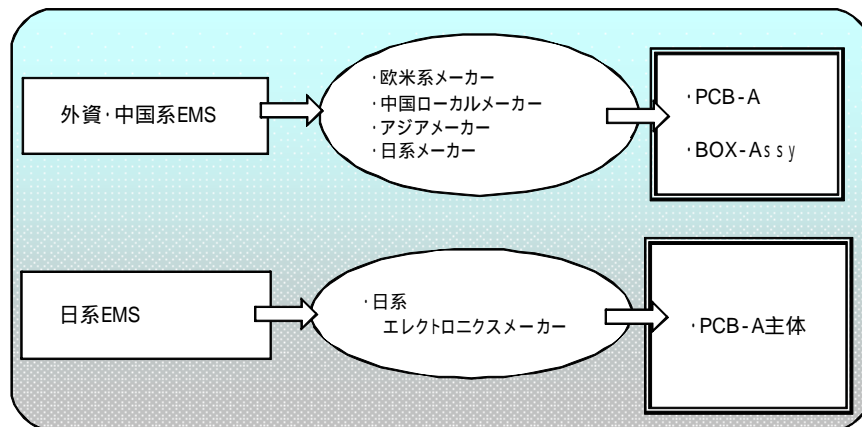 外資・中国系EMS
・欧米系メーカー
・中国ローカルメーカー
・アジアメーカー
・日系メーカー
・PCB-A
・BOX-Assy
日系EMS
・日系
エレクトロニクスメーカー
・PCB-A主体